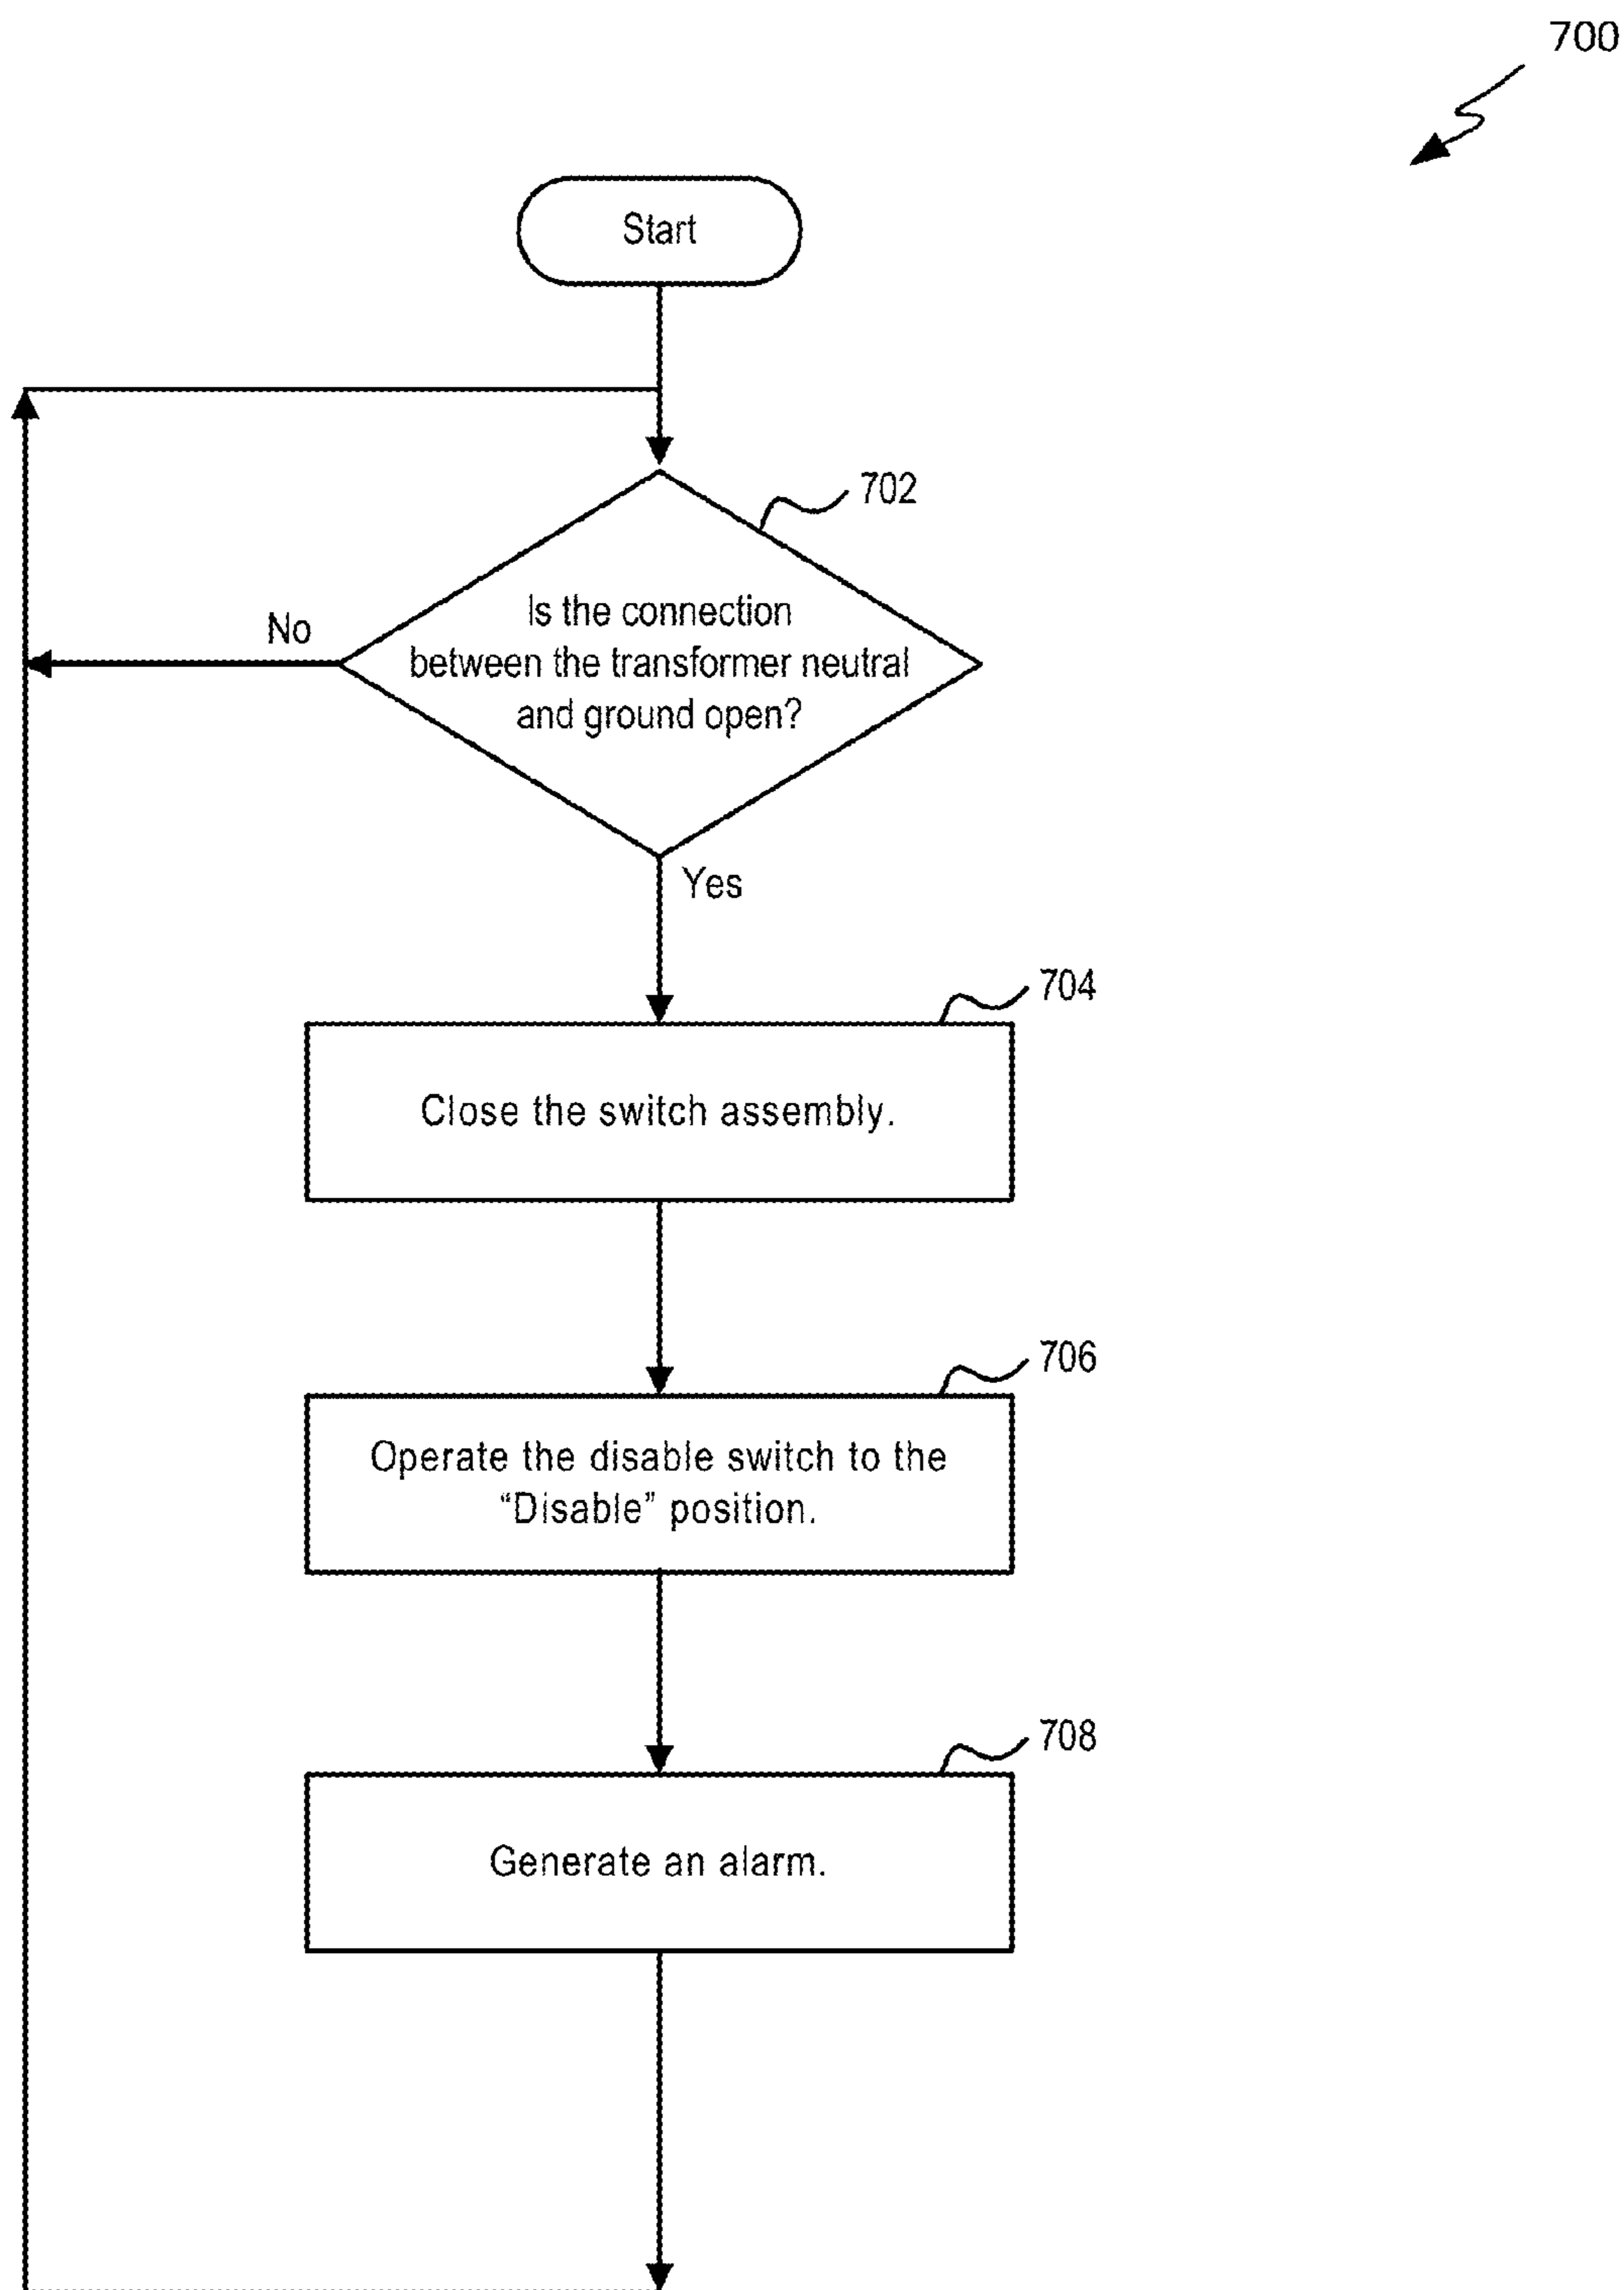 700
Start
702
Is the connection
between the transformer neutral
and ground open?
No
Yes
704
Close the switch assembly.
706
Operate the disable switch to the
“Disable” position.
708
Generate an alarm.